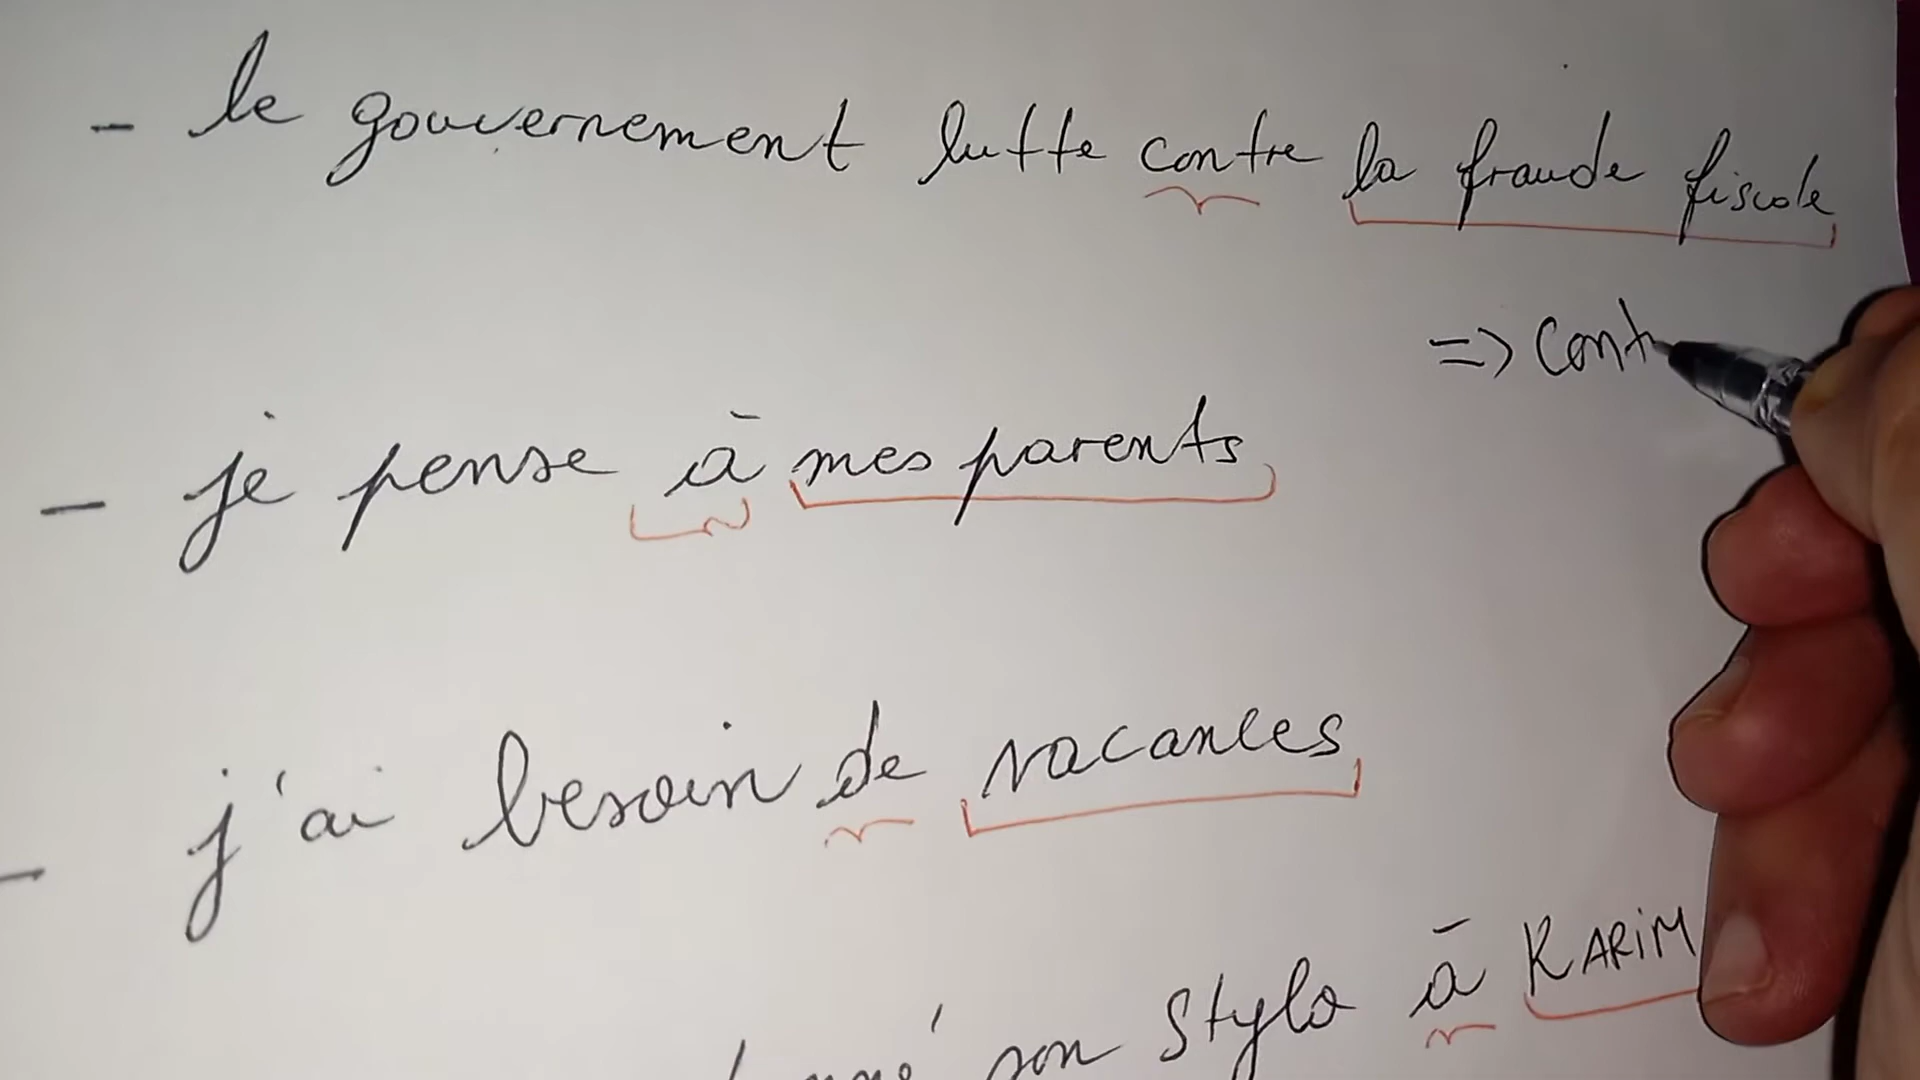 - le gouvernement lutte contre la fraude fiscale
=> Cont
- je pense à mes parents
- j'ai besoin de vacances
son stylo à KARIM